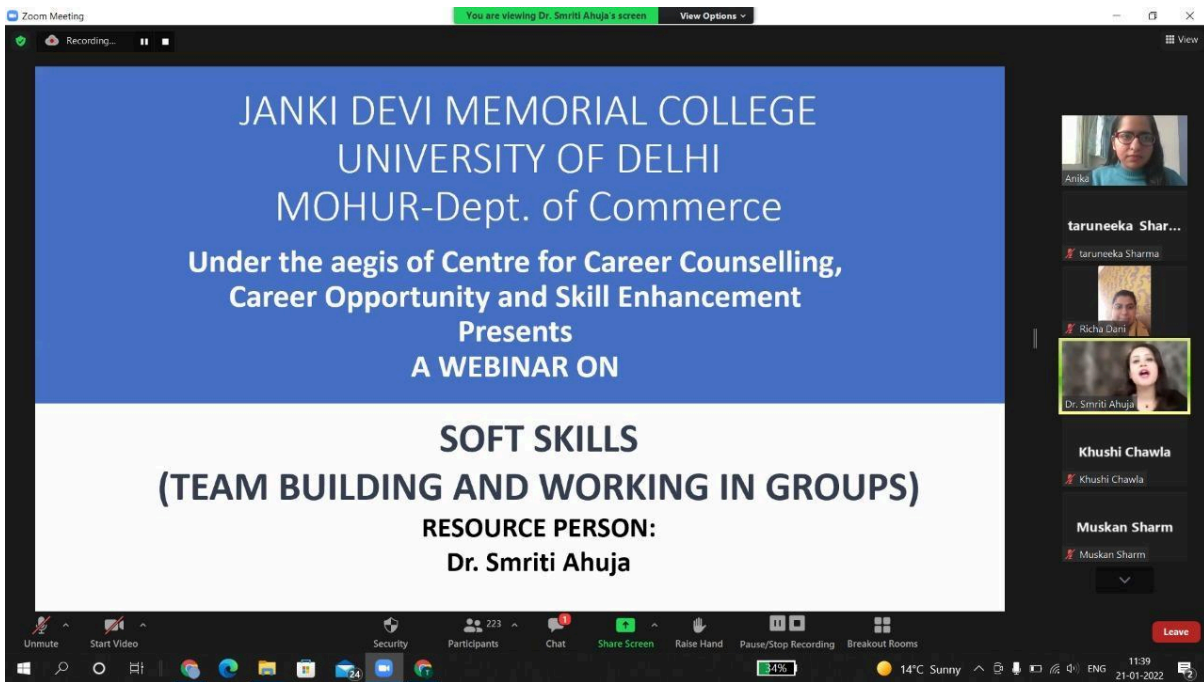 Zoom Meeting
You are viewing Dr. Smriti Ahuja's screen
View Options
Recording...
View
JANKI DEVI MEMORIAL COLLEGE
UNIVERSITY OF DELHI
MOHUR-Dept. of Commerce
Under the aegis of Centre for Career Counselling,
Career Opportunity and Skill Enhancement
Presents
A WEBINAR ON
SOFT SKILLS
(TEAM BUILDING AND WORKING IN GROUPS)
RESOURCE PERSON:
Dr. Smriti Ahuja
Anika
taruneeka Shar...
taruneeka Sharma
Richa Dani
Dr. Smriti Ahuja
Khushi Chawla
Khushi Chawla
Muskan Sharm
Muskan Sharm
Unmute
Start Video
Security
223
Participants
1
Chat
Share Screen
Raise Hand
Pause/Stop Recording
Breakout Rooms
Leave
24
34%
14°C Sunny
ENG
11:39
21-01-2022
2